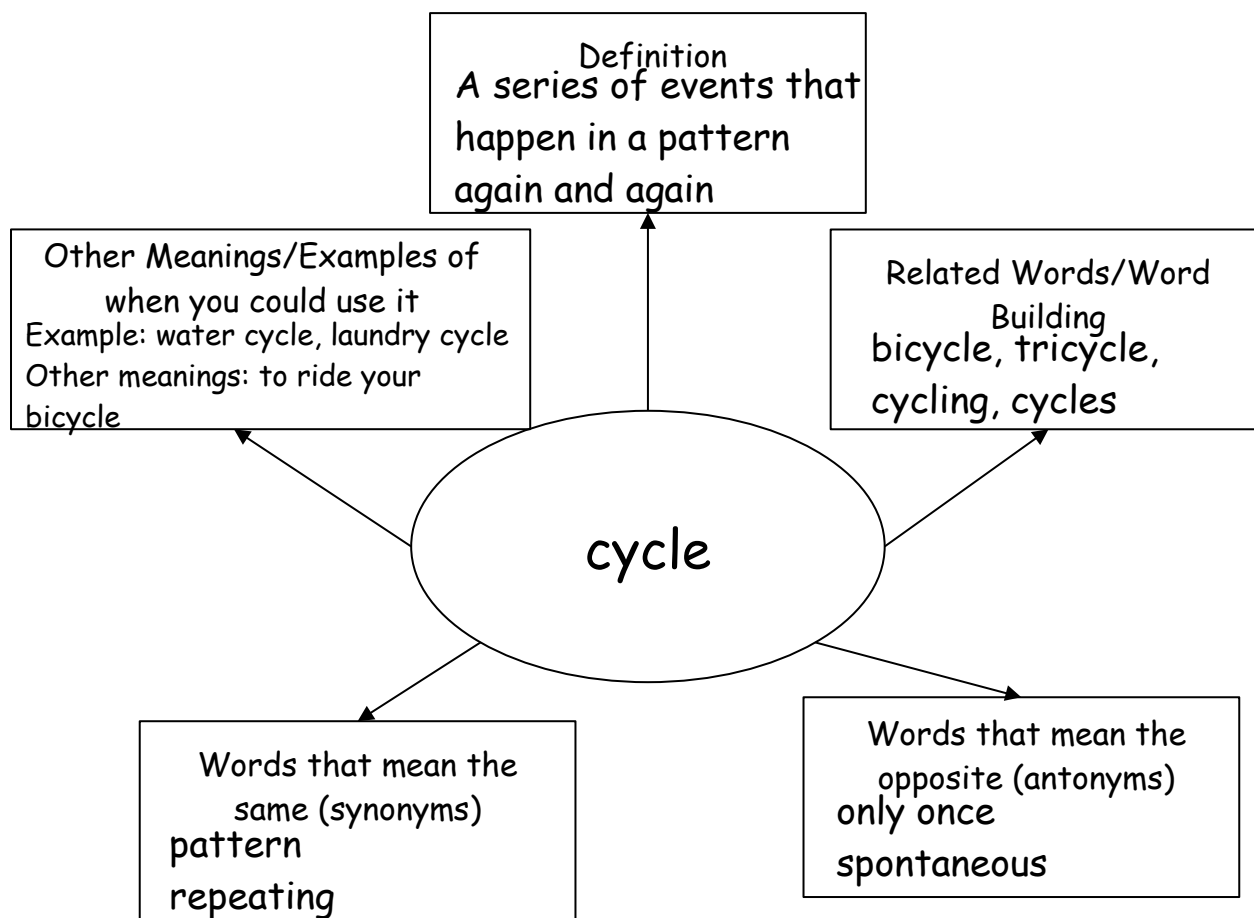 Definition
A series of events that
happen in a pattern
again and again
Other Meanings/Examples of
when you could use it
Example: water cycle, laundry cycle
Other meanings: to ride your
bicycle
Related Words/Word
Building
bicycle, tricycle,
cycling, cycles
cycle
Words that mean the
same (synonyms)
pattern
repeating
Words that mean the
opposite (antonyms)
only once
spontaneous